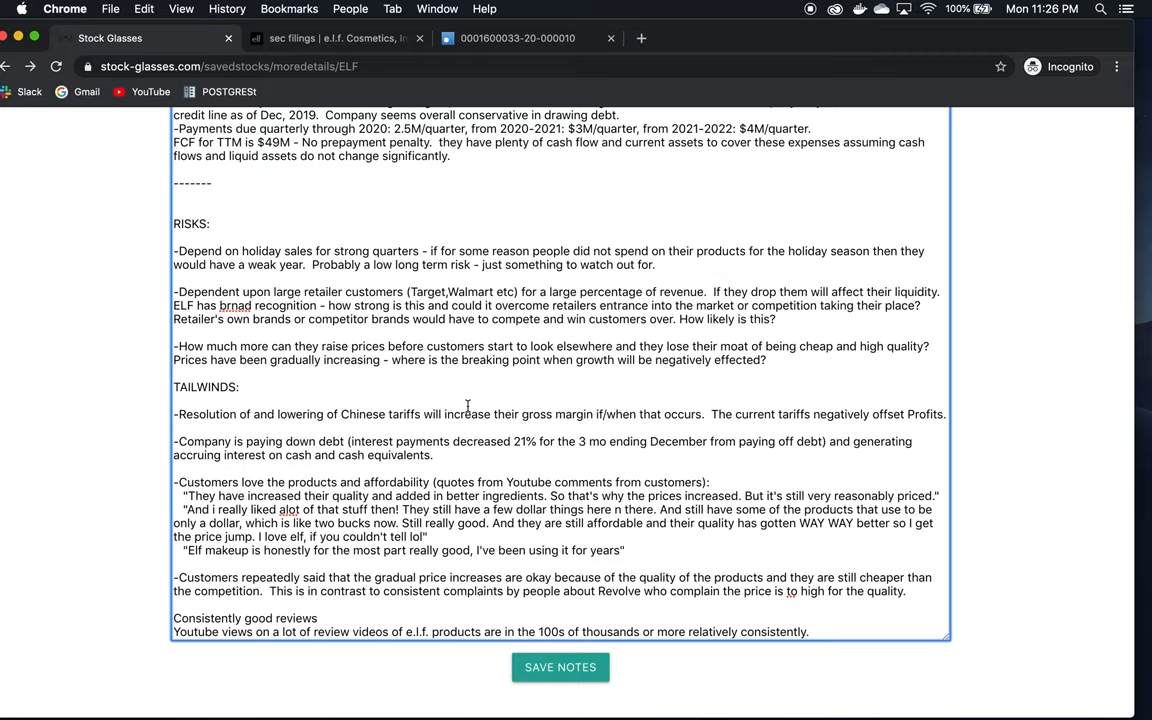 Chrome File Edit View History Bookmarks People Tab Window Help 100% Mon 11:26 PM
Stock Glasses sec filings | e.l.f. Cosmetics, In 0001600033-20-000010
stock-glasses.com/savedstocks/moredetails/ELF Incognito
Slack Gmail YouTube POSTGRESt
credit line as of Dec, 2019. Company seems overall conservative in drawing debt.
-Payments due quarterly through 2020: 2.5M/quarter, from 2020-2021: $3M/quarter, from 2021-2022: $4M/quarter.
FCF for TTM is $49M - No prepayment penalty. they have plenty of cash flow and current assets to cover these expenses assuming cash
flows and liquid assets do not change significantly.
-------
RISKS:
-Depend on holiday sales for strong quarters - if for some reason people did not spend on their products for the holiday season then they
would have a weak year. Probably a low long term risk - just something to watch out for.
-Dependent upon large retailer customers (Target,Walmart etc) for a large percentage of revenue. If they drop them will affect their liquidity.
ELF has brnad recognition - how strong is this and could it overcome retailers entrance into the market or competition taking their place?
Retailer's own brands or competitor brands would have to compete and win customers over. How likely is this?
-How much more can they raise prices before customers start to look elsewhere and they lose their moat of being cheap and high quality?
Prices have been gradually increasing - where is the breaking point when growth will be negatively effected?
TAILWINDS:
-Resolution of and lowering of Chinese tariffs will increase their gross margin if/when that occurs. The current tariffs negatively offset Profits.
-Company is paying down debt (interest payments decreased 21% for the 3 mo ending December from paying off debt) and generating
accruing interest on cash and cash equivalents.
-Customers love the products and affordability (quotes from Youtube comments from customers):
"They have increased their quality and added in better ingredients. So that's why the prices increased. But it's still very reasonably priced."
"And i really liked alot of that stuff then! They still have a few dollar things here n there. And still have some of the products that use to be
only a dollar, which is like two bucks now. Still really good. And they are still affordable and their quality has gotten WAY WAY better so I get
the price jump. I love elf, if you couldn't tell lol"
"Elf makeup is honestly for the most part really good, I've been using it for years"
-Customers repeatedly said that the gradual price increases are okay because of the quality of the products and they are still cheaper than
the competition. This is in contrast to consistent complaints by people about Revolve who complain the price is to high for the quality.
Consistently good reviews
Youtube views on a lot of review videos of e.l.f. products are in the 100s of thousands or more relatively consistently.
SAVE NOTES